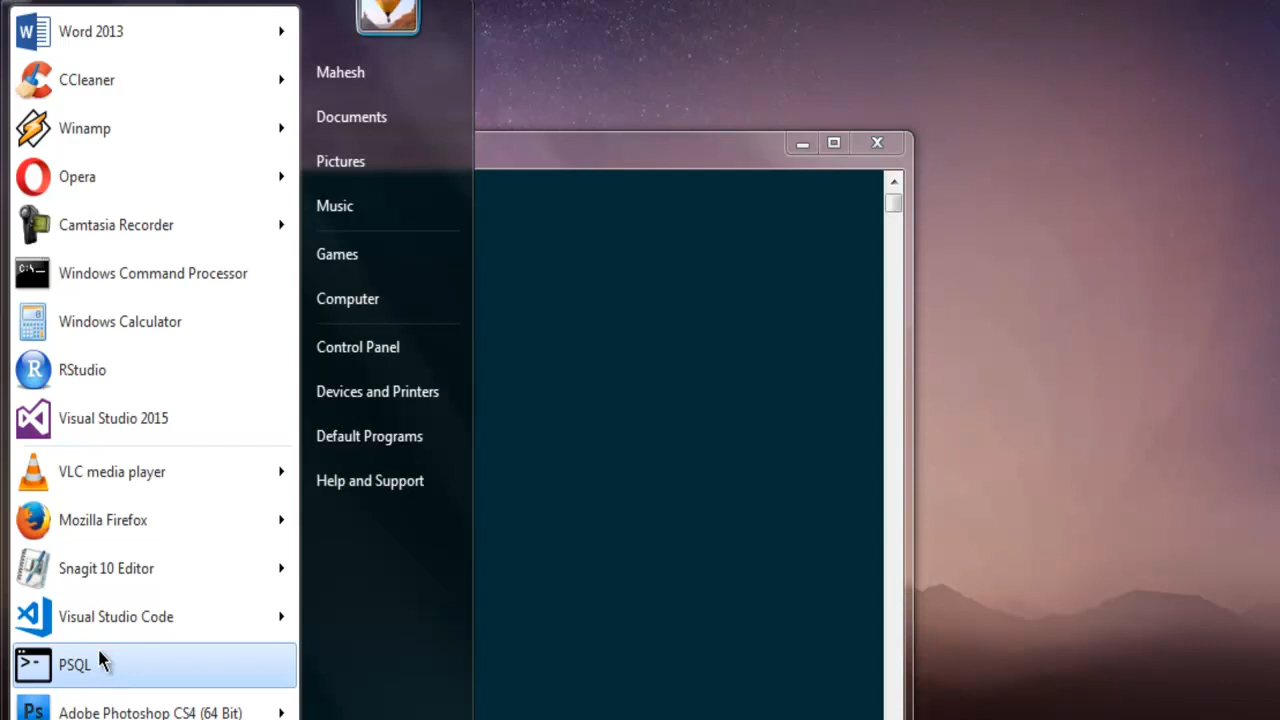 Word 2013
CCleaner
Winamp
Opera
Camtasia Recorder
Windows Command Processor
Windows Calculator
RStudio
Visual Studio 2015
VLC media player
Mozilla Firefox
Snagit 10 Editor
Visual Studio Code
PSQL
Adobe Photoshop CS4 (64 Bit)
Mahesh
Documents
Pictures
Music
Games
Computer
Control Panel
Devices and Printers
Default Programs
Help and Support